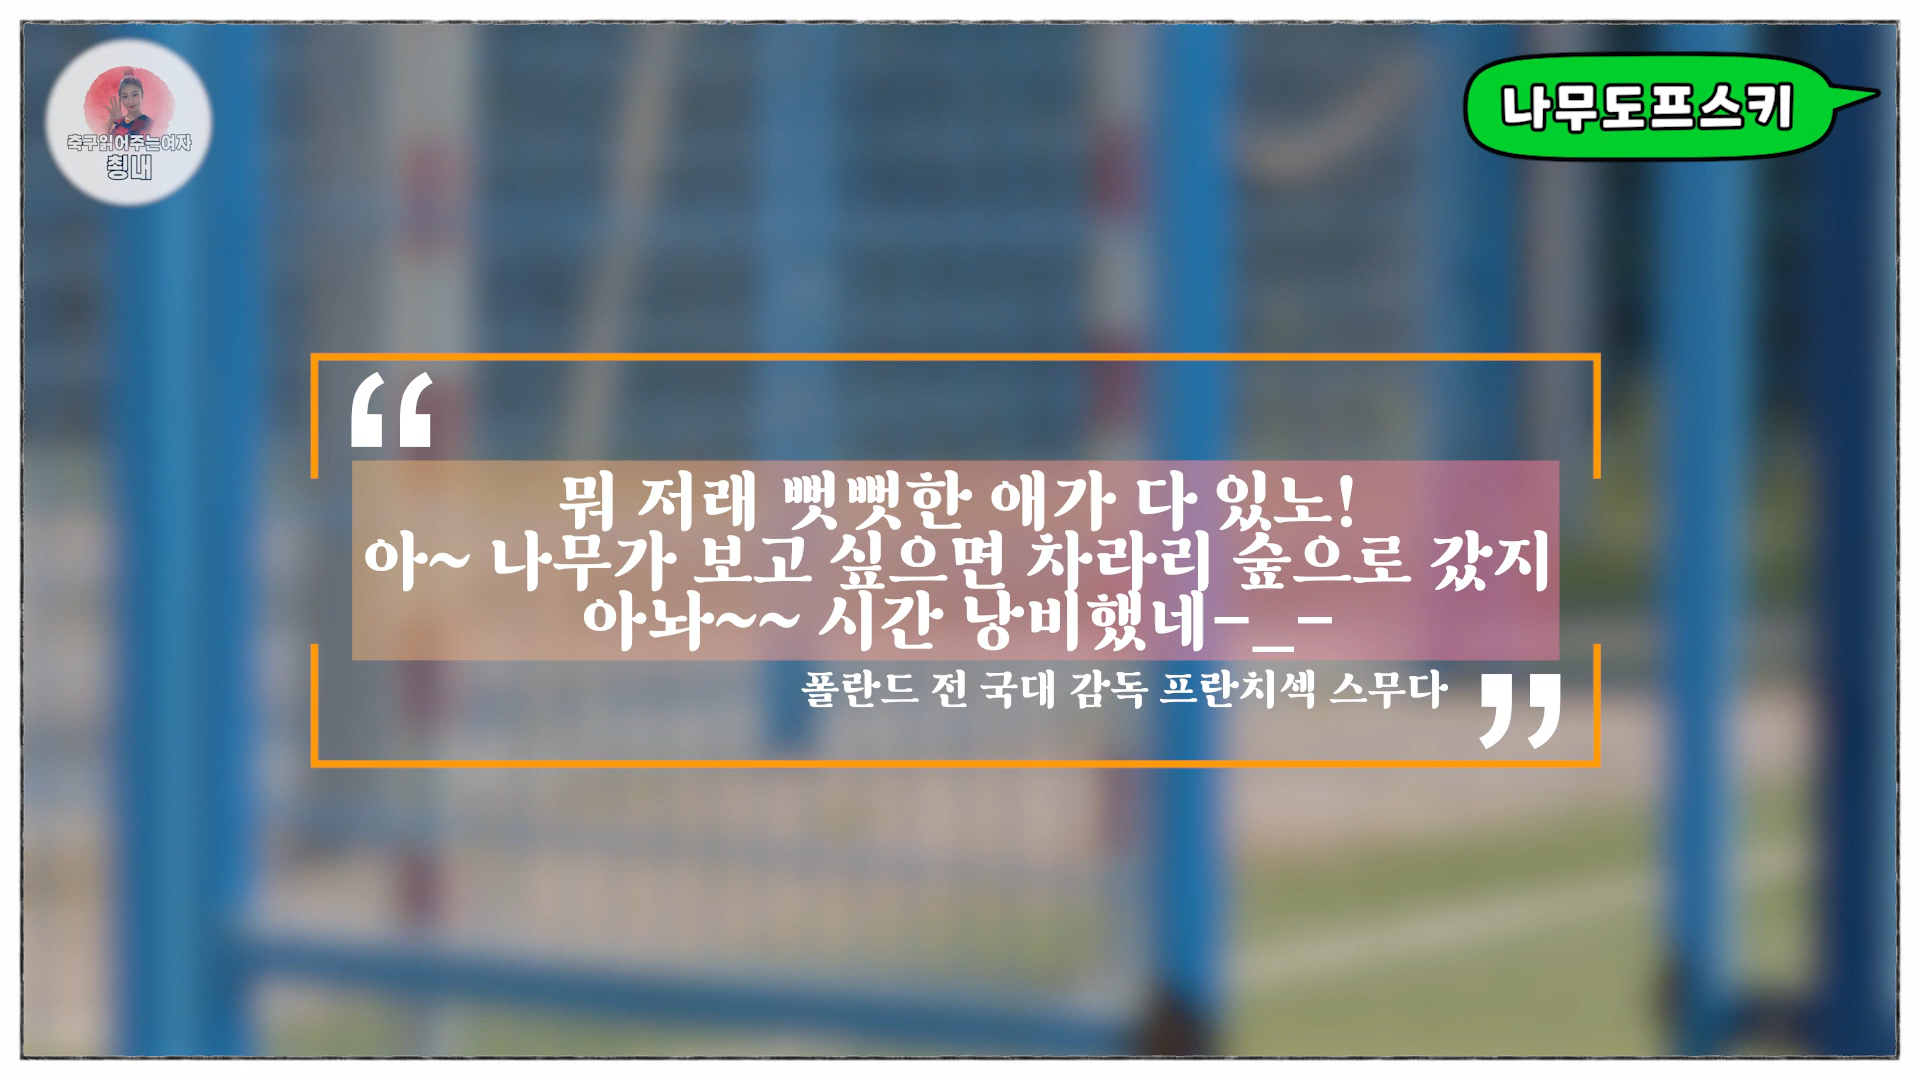 축구읽어주는여자
칭내
나무도프스키
뭐 저래 뻣뻣한 애가 다 있노!
아~ 나무가 보고 싶으면 차라리 숲으로 갔지
아놔~~ 시간 낭비했네-_-
폴란드 전 국대 감독 프란치섹 스무다